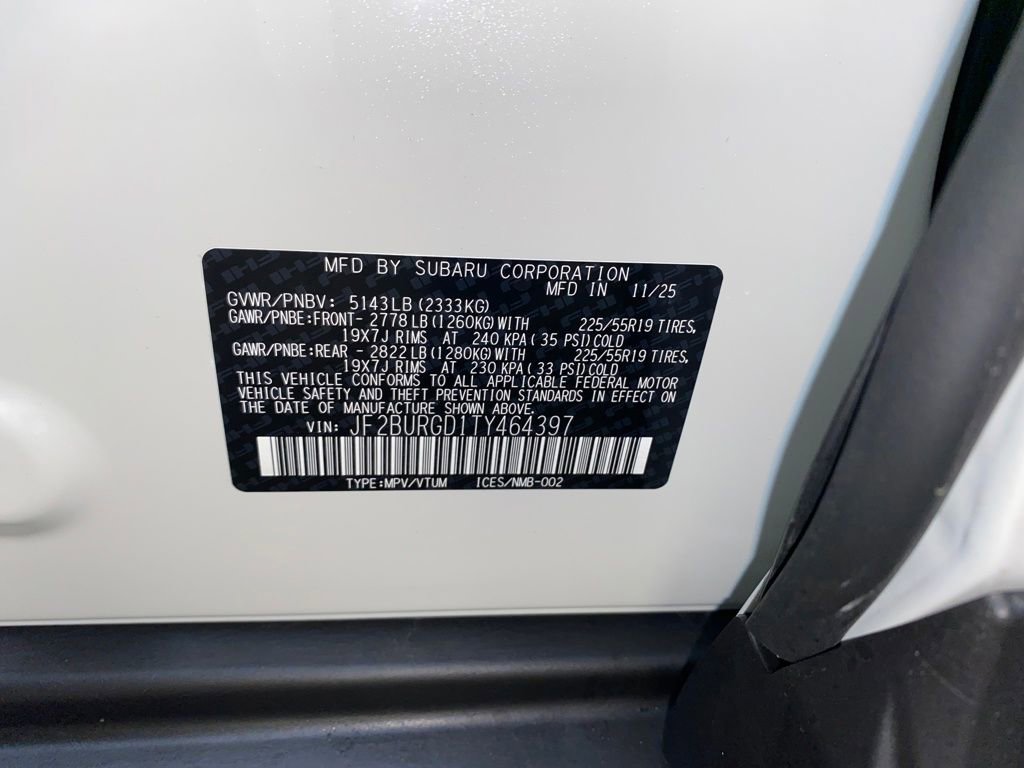 MFD BY SUBARU CORPORATION
MFD IN 11/25
GVWR/PNBV: 5143LB (2333KG)
GAWR/PNBE:FRONT- 2778 LB(1260KG)WITH 225/55R19 TIRES,
19X7J RIMS AT 240 KPA( 35 PSI)COLD
GAWR/PNBE:REAR - 2822 LB(1280KG)WITH 225/55R19 TIRES,
19X7J RIMS AT 230 KPA( 33 PSI)COLD
THIS VEHICLE CONFORMS TO ALL APPLICABLE FEDERAL MOTOR
VEHICLE SAFETY AND THEFT PREVENTION STANDARDS IN EFFECT ON
THE DATE OF MANUFACTURE SHOWN ABOVE.
VIN: JF2BURGD1TY464397
TYPE:MPV/VTUM ICES/NMB-002